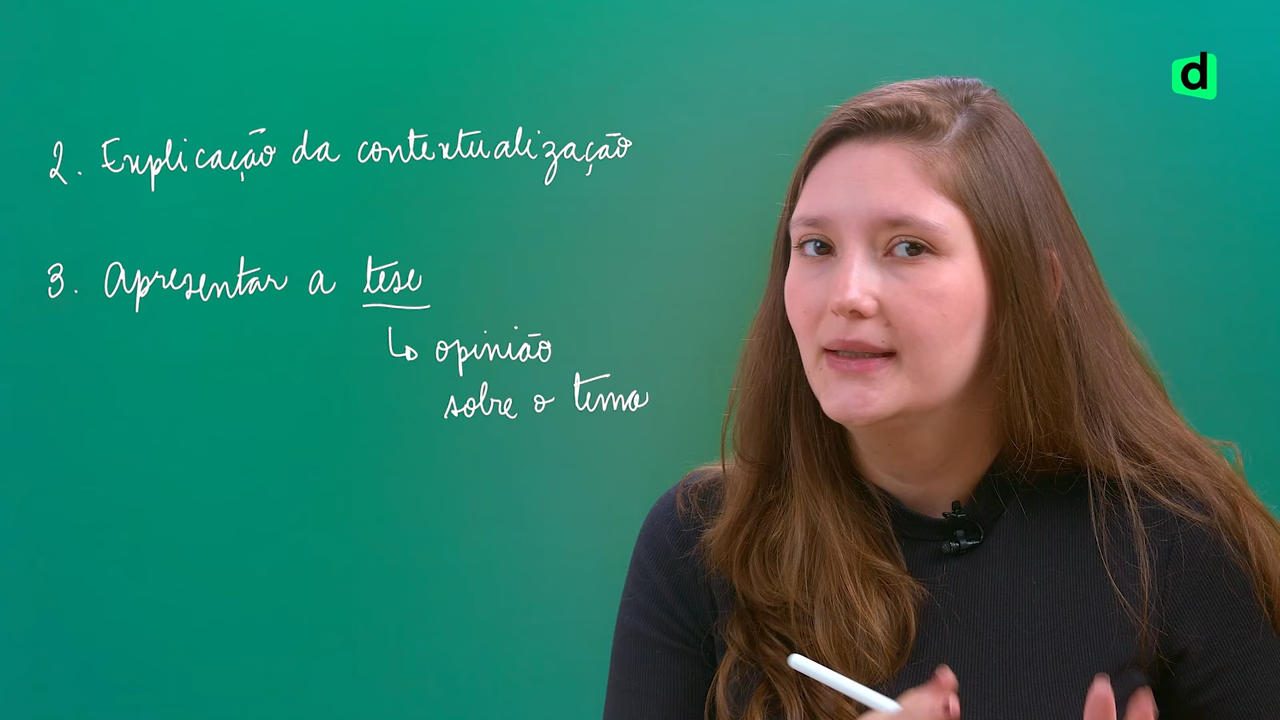 d
2. Explicação da contextualização
3. Apresentar a tese
↳ opinião
sobre o tema